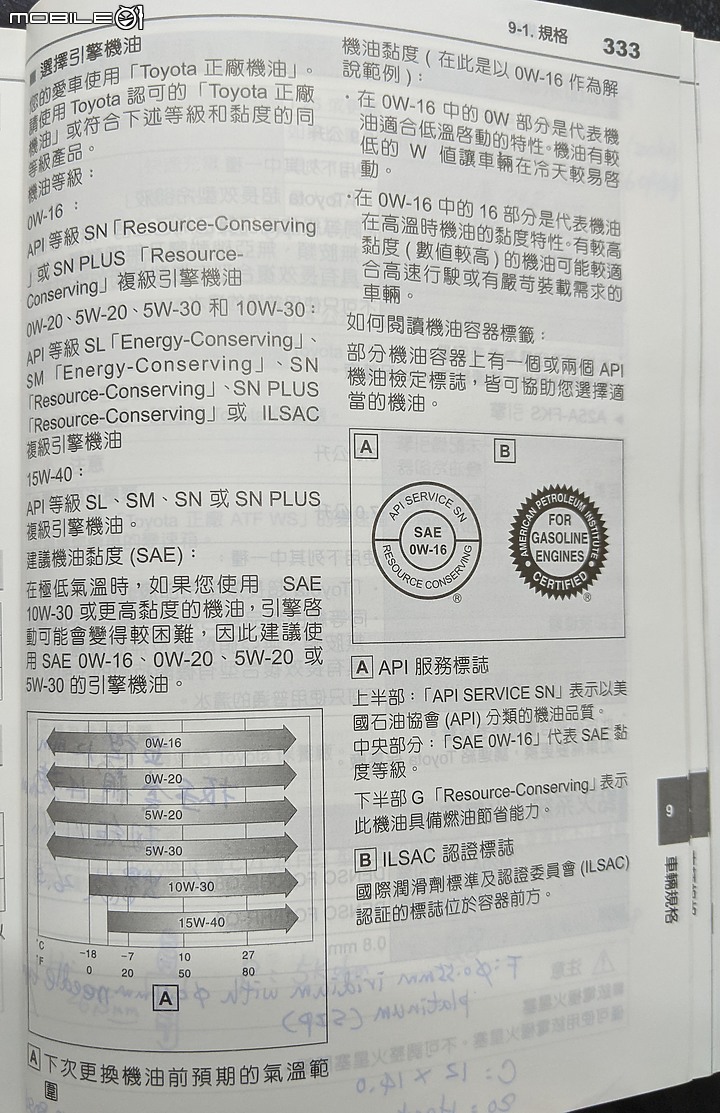 mobile01
9-1. 規格
333
■ 選擇引擎機油
您的愛車使用「Toyota 正廠機油」。
請使用 Toyota 認可的「Toyota 正廠
機油」或符合下述等級和黏度的同
等級產品。
機油等級：
0W-16：
API 等級 SN「Resource-Conserving
」或 SN PLUS 「Resource-
Conserving」複級引擎機油
0W-20、5W-20、5W-30 和 10W-30：
API 等級 SL「Energy-Conserving」、
SM「Energy-Conserving」、SN
「Resource-Conserving」、SN PLUS
「Resource-Conserving」或 ILSAC
複級引擎機油
15W-40：
API 等級 SL、SM、SN 或 SN PLUS
複級引擎機油。
建議機油黏度 (SAE)：
在極低氣溫時，如果您使用 SAE
10W-30 或更高黏度的機油，引擎啓
動可能會變得較困難，因此建議使
用 SAE 0W-16、0W-20、5W-20 或
5W-30 的引擎機油。
0W-16
0W-20
5W-20
5W-30
10W-30
15W-40
°C -18 -7 10 27
°F 0 20 50 80
A
A 下次更換機油前預期的氣溫範
圍
機油黏度 ( 在此是以 0W-16 作為解
說範例 )：
・在 0W-16 中的 0W 部分是代表機
油適合低溫啓動的特性。機油有較
低的 W 值讓車輛在冷天較易啓
動。
・在 0W-16 中的 16 部分是代表機油
在高溫時機油的黏度特性。有較高
黏度 ( 數值較高 ) 的機油可能較適
合高速行駛或有嚴苛裝載需求的
車輛。
如何閱讀機油容器標籤：
部分機油容器上有一個或兩個 API
機油檢定標誌，皆可協助您選擇適
當的機油。
A
B
API SERVICE SN
SAE
0W-16
RESOURCE CONSERVING
®
AMERICAN PETROLEUM INSTITUTE
FOR
GASOLINE
ENGINES
CERTIFIED
®
A API 服務標誌
上半部：「API SERVICE SN」表示以美
國石油協會 (API) 分類的機油品質。
中央部分：「SAE 0W-16」代表 SAE 黏
度等級。
下半部 G 「Resource-Conserving」表示
此機油具備燃油節省能力。
B ILSAC 認證標誌
國際潤滑劑標準及認證委員會 (ILSAC)
認証的標誌位於容器前方。
9
車輛規格